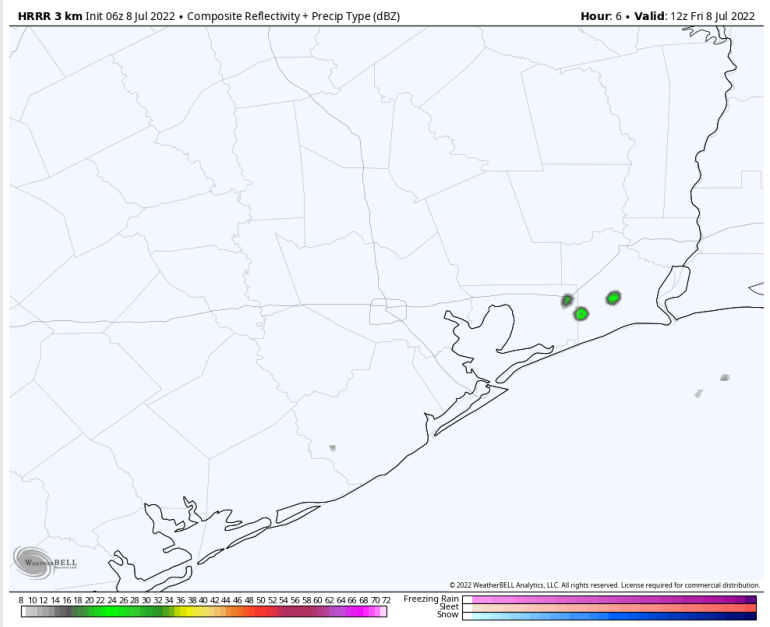 HRRR 3 km Init 06z 8 Jul 2022 • Composite Reflectivity + Precip Type (dBZ)
Hour: 6 • Valid: 12z Fri 8 Jul 2022
WEATHERBELL
© 2022 WeatherBELL Analytics, LLC. All rights reserved. License required for commercial distribution.
8 10 12 14 16 18 20 22 24 26 28 30 32 34 36 38 40 42 44 46 48 50 52 54 56 58 60 62 64 66 68 70 72
Freezing Rain
Sleet
Snow